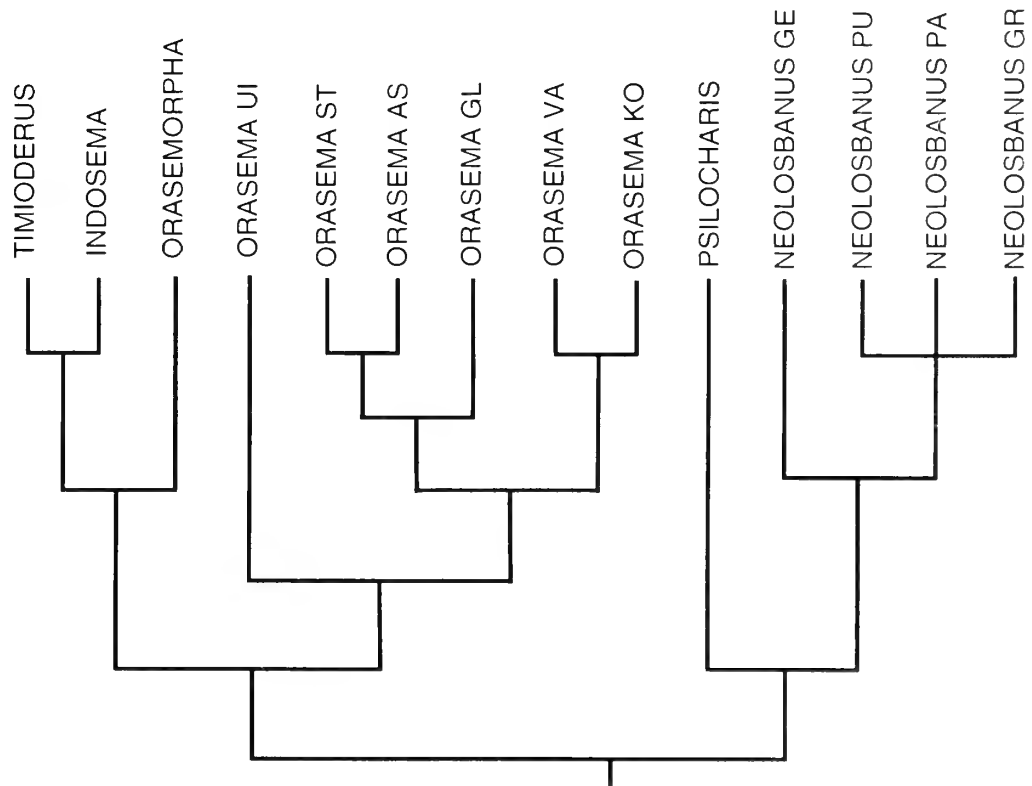 TIMIODERUS
INDOSEMA
ORASEMORPHA
ORASEMA UI
ORASEMA ST
ORASEMA AS
ORASEMA GL
ORASEMA VA
ORASEMA KO
PSILOCHARIS
NEOLOSBANUS GE
NEOLOSBANUS PU
NEOLOSBANUS PA
NEOLOSBANUS GR